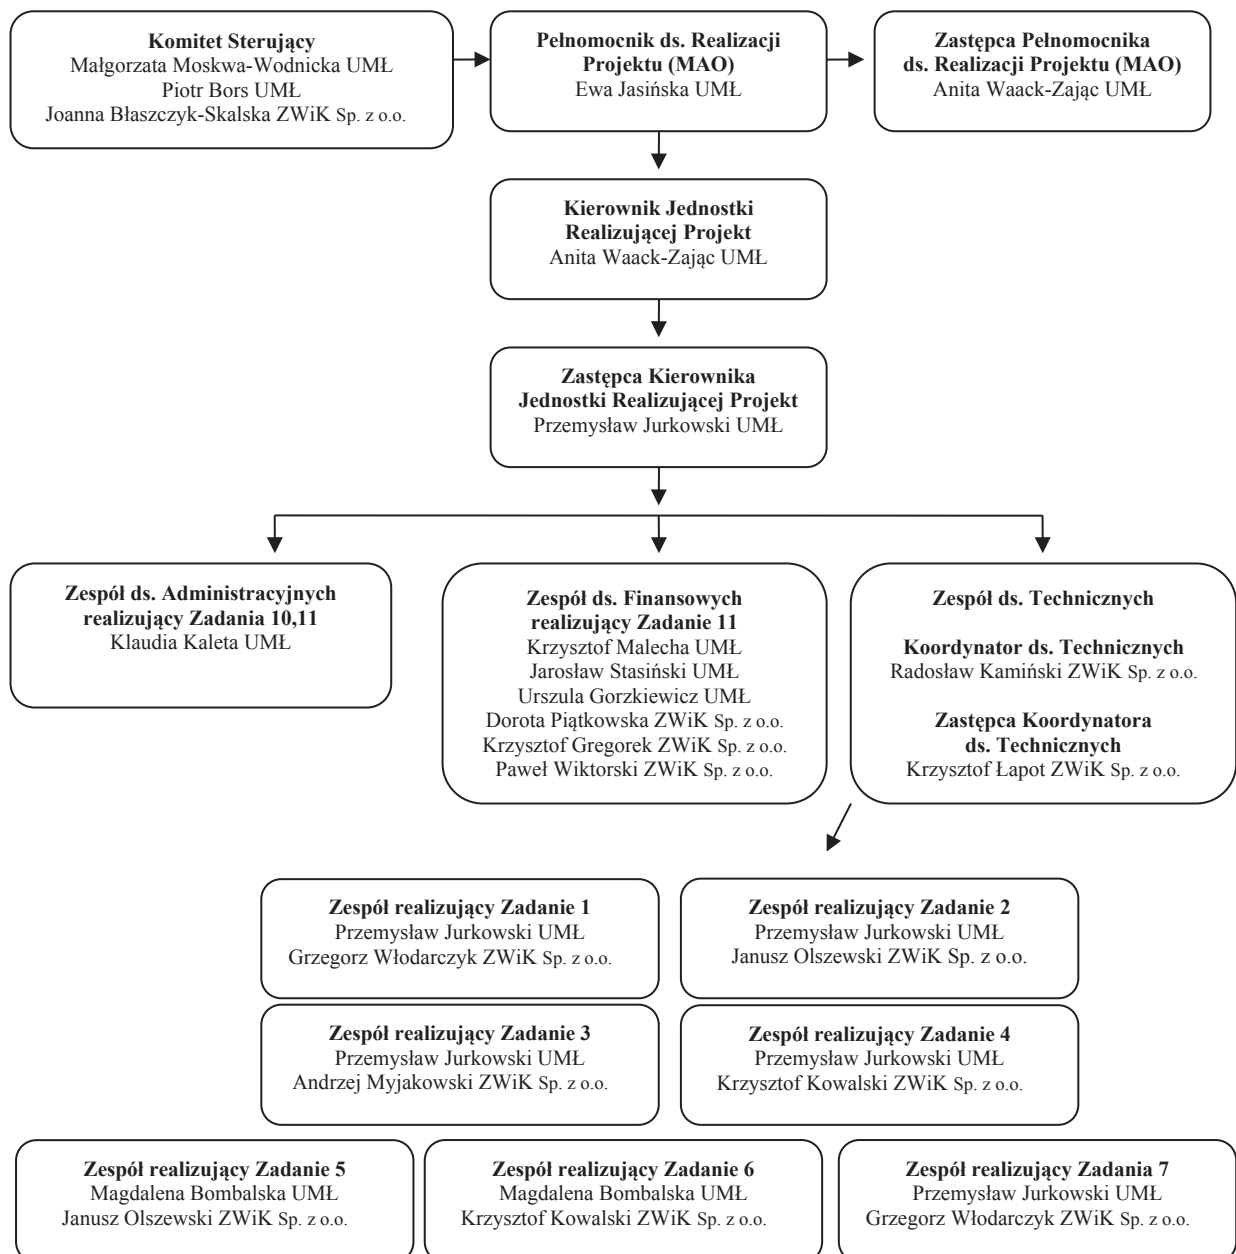 Komitet Sterujący
Małgorzata Moskwa-Wodnicka UMŁ
Piotr Bors UMŁ
Joanna Błaszczyk-Skalska ZWiK Sp. z o.o.
Pełnomocnik ds. Realizacji
Projektu (MAO)
Ewa Jasińska UMŁ
Zastępca Pełnomocnika
ds. Realizacji Projektu (MAO)
Anita Waack-Zając UMŁ
Kierownik Jednostki
Realizującej Projekt
Anita Waack-Zając UMŁ
Zastępca Kierownika
Jednostki Realizującej Projekt
Przemysław Jurkowski UMŁ
Zespół ds. Administracyjnych
realizujący Zadania 10,11
Klaudia Kaleta UMŁ
Zespół ds. Finansowych
realizujący Zadanie 11
Krzysztof Malecha UMŁ
Jarosław Stasiński UMŁ
Urszula Gorzkiewicz UMŁ
Dorota Piątkowska ZWiK Sp. z o.o.
Krzysztof Gregorek ZWiK Sp. z o.o.
Paweł Wiktorski ZWiK Sp. z o.o.
Zespół ds. Technicznych
Koordynator ds. Technicznych
Radosław Kamiński ZWiK Sp. z o.o.
Zastępca Koordynatora
ds. Technicznych
Krzysztof Łapot ZWiK Sp. z o.o.
Zespół realizujący Zadanie 1
Przemysław Jurkowski UMŁ
Grzegorz Włodarczyk ZWiK Sp. z o.o.
Zespół realizujący Zadanie 2
Przemysław Jurkowski UMŁ
Janusz Olszewski ZWiK Sp. z o.o.
Zespół realizujący Zadanie 3
Przemysław Jurkowski UMŁ
Andrzej Myjakowski ZWiK Sp. z o.o.
Zespół realizujący Zadanie 4
Przemysław Jurkowski UMŁ
Krzysztof Kowalski ZWiK Sp. z o.o.
Zespół realizujący Zadanie 5
Magdalena Bombalska UMŁ
Janusz Olszewski ZWiK Sp. z o.o.
Zespół realizujący Zadanie 6
Magdalena Bombalska UMŁ
Krzysztof Kowalski ZWiK Sp. z o.o.
Zespół realizujący Zadania 7
Przemysław Jurkowski UMŁ
Grzegorz Włodarczyk ZWiK Sp. z o.o.